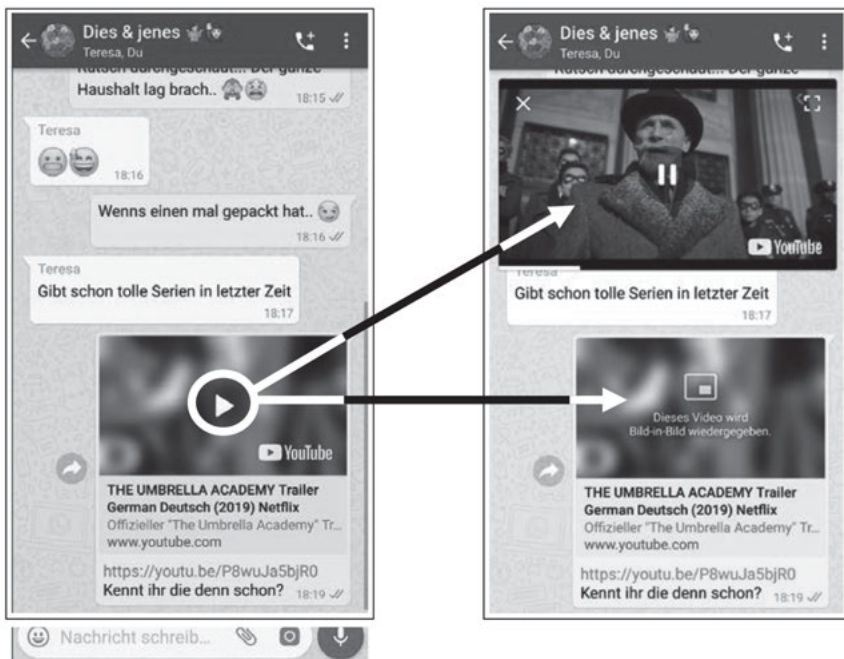 Dies & jenes
Teresa, Du
Rutsch durchgeschaut... Der ganze
Haushalt lag brach..
18:15
Teresa
18:16
Wenns einen mal gepackt hat..
18:16
Teresa
Gibt schon tolle Serien in letzter Zeit
18:17
YouTube
THE UMBRELLA ACADEMY Trailer
German Deutsch (2019) Netflix
Offizieller "The Umbrella Academy" Tr...
www.youtube.com
https://youtu.be/P8wuJa5bjR0
Kennt ihr die denn schon?
18:19
Nachricht schreib...
Dies & jenes
Teresa, Du
YouTube
Teresa
Gibt schon tolle Serien in letzter Zeit
18:17
Dieses Video wird
Bild-in-Bild wiedergegeben.
THE UMBRELLA ACADEMY Trailer
German Deutsch (2019) Netflix
Offizieller "The Umbrella Academy" Tr...
www.youtube.com
https://youtu.be/P8wuJa5bjR0
Kennt ihr die denn schon?
18:19